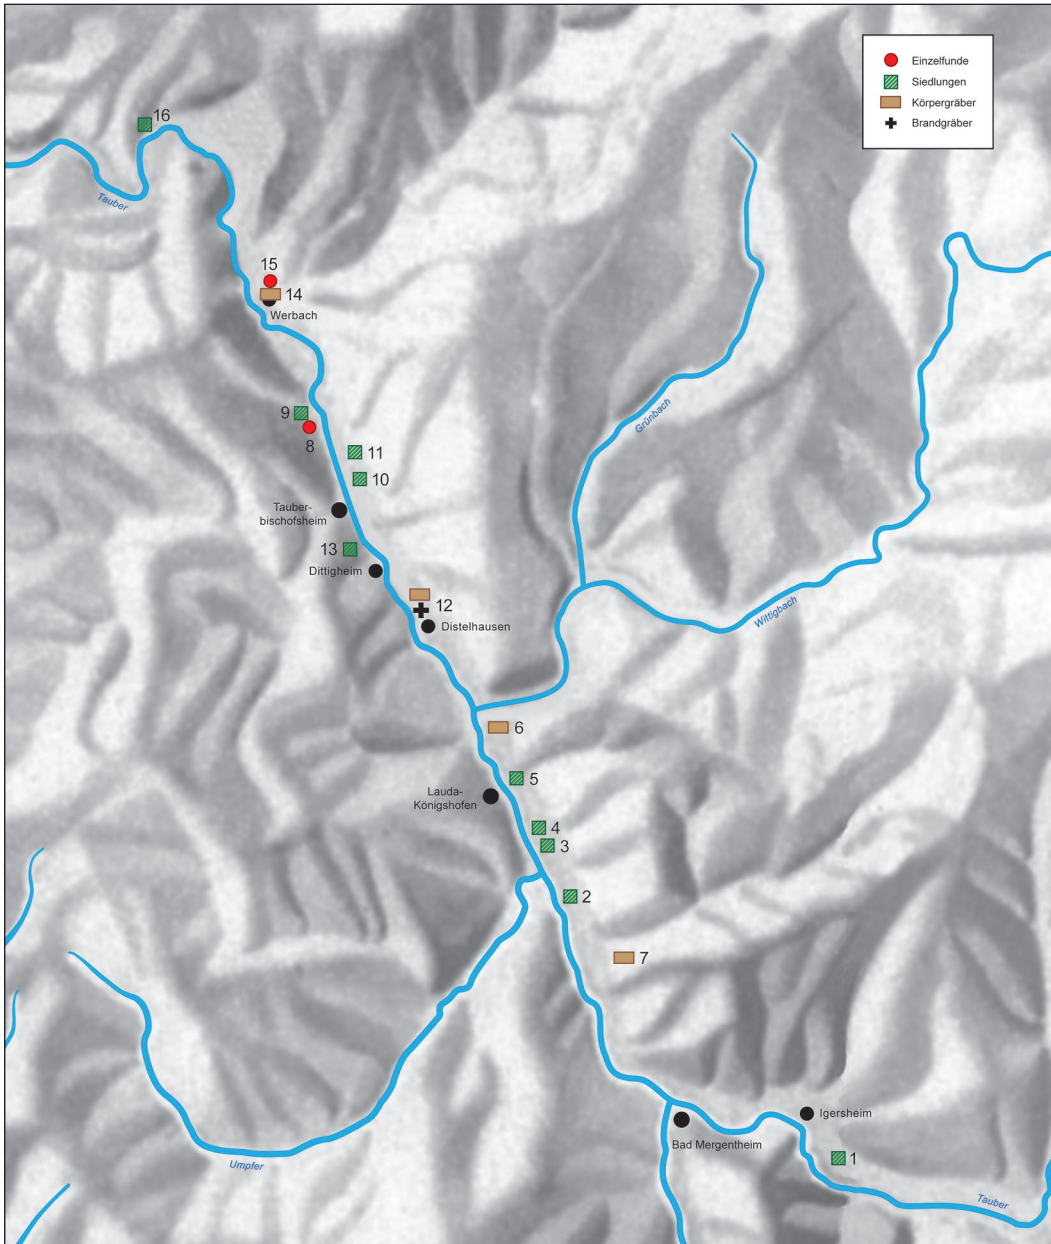 Einzelfunde
Siedlungen
Körpergräber
Brandgräber
16
Tauber
15
14
Werbach
9
8
11
10
Grünbach
Tauber-
bischofsheim
13
Dittigheim
12
Distelhausen
Wittigbach
6
5
Lauda-
Königshofen
4
3
2
7
Igersheim
Bad Mergentheim
1
Umpfer
Tauber